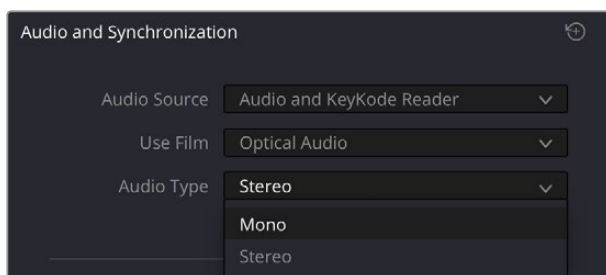 Audio and Synchronization
Audio Source Audio and KeyKode Reader
Use Film Optical Audio
Audio Type Stereo
Mono
Stereo